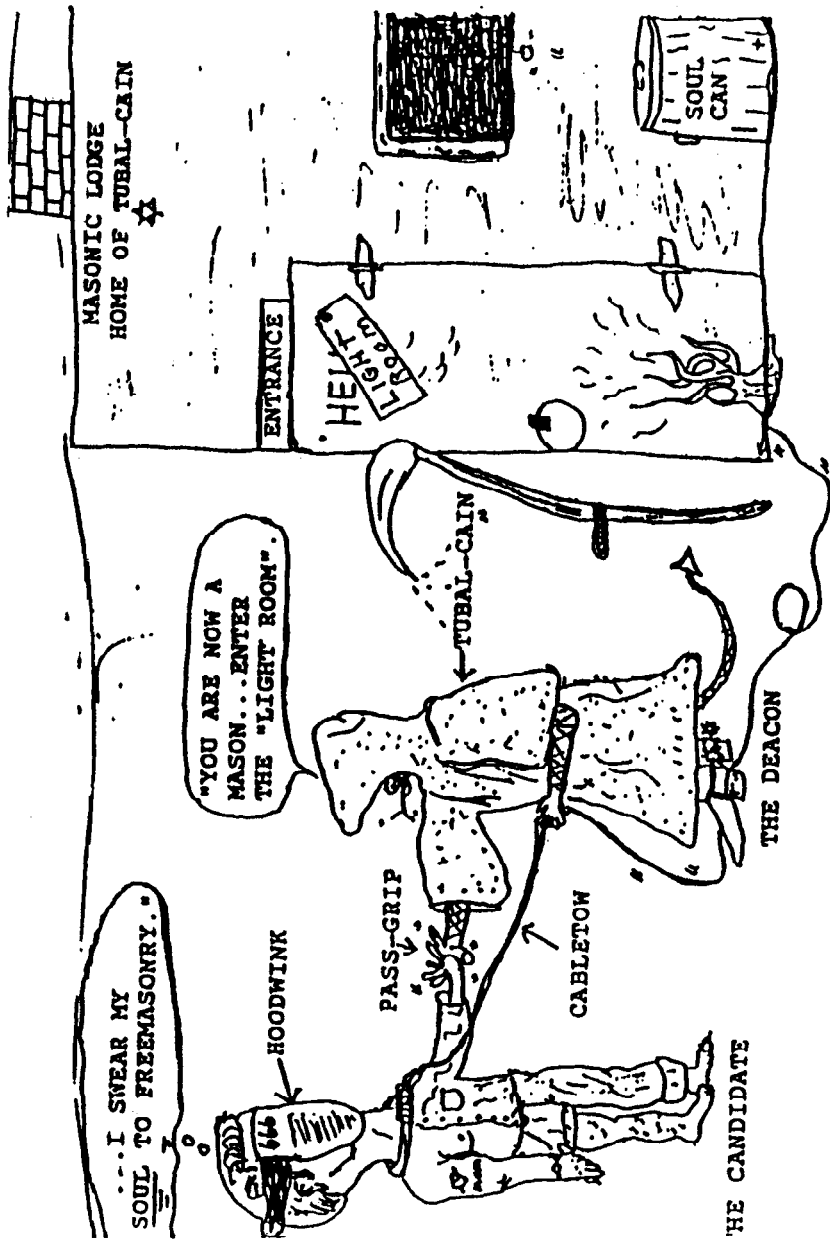 ....I SWEAR MY
SOUL TO FREEMASONRY."
"YOU ARE NOW A
MASON...ENTER
THE "LIGHT ROOM".
MASONIC LODGE
HOME OF TUBAL-CAIN
ENTRANCE
HEL
LIGHT
Room
HOODWINK
666
PASS-GRIP
TUBAL-CAIN
CABLETOW
SOUL
CAN
HE CANDIDATE
THE DEACON